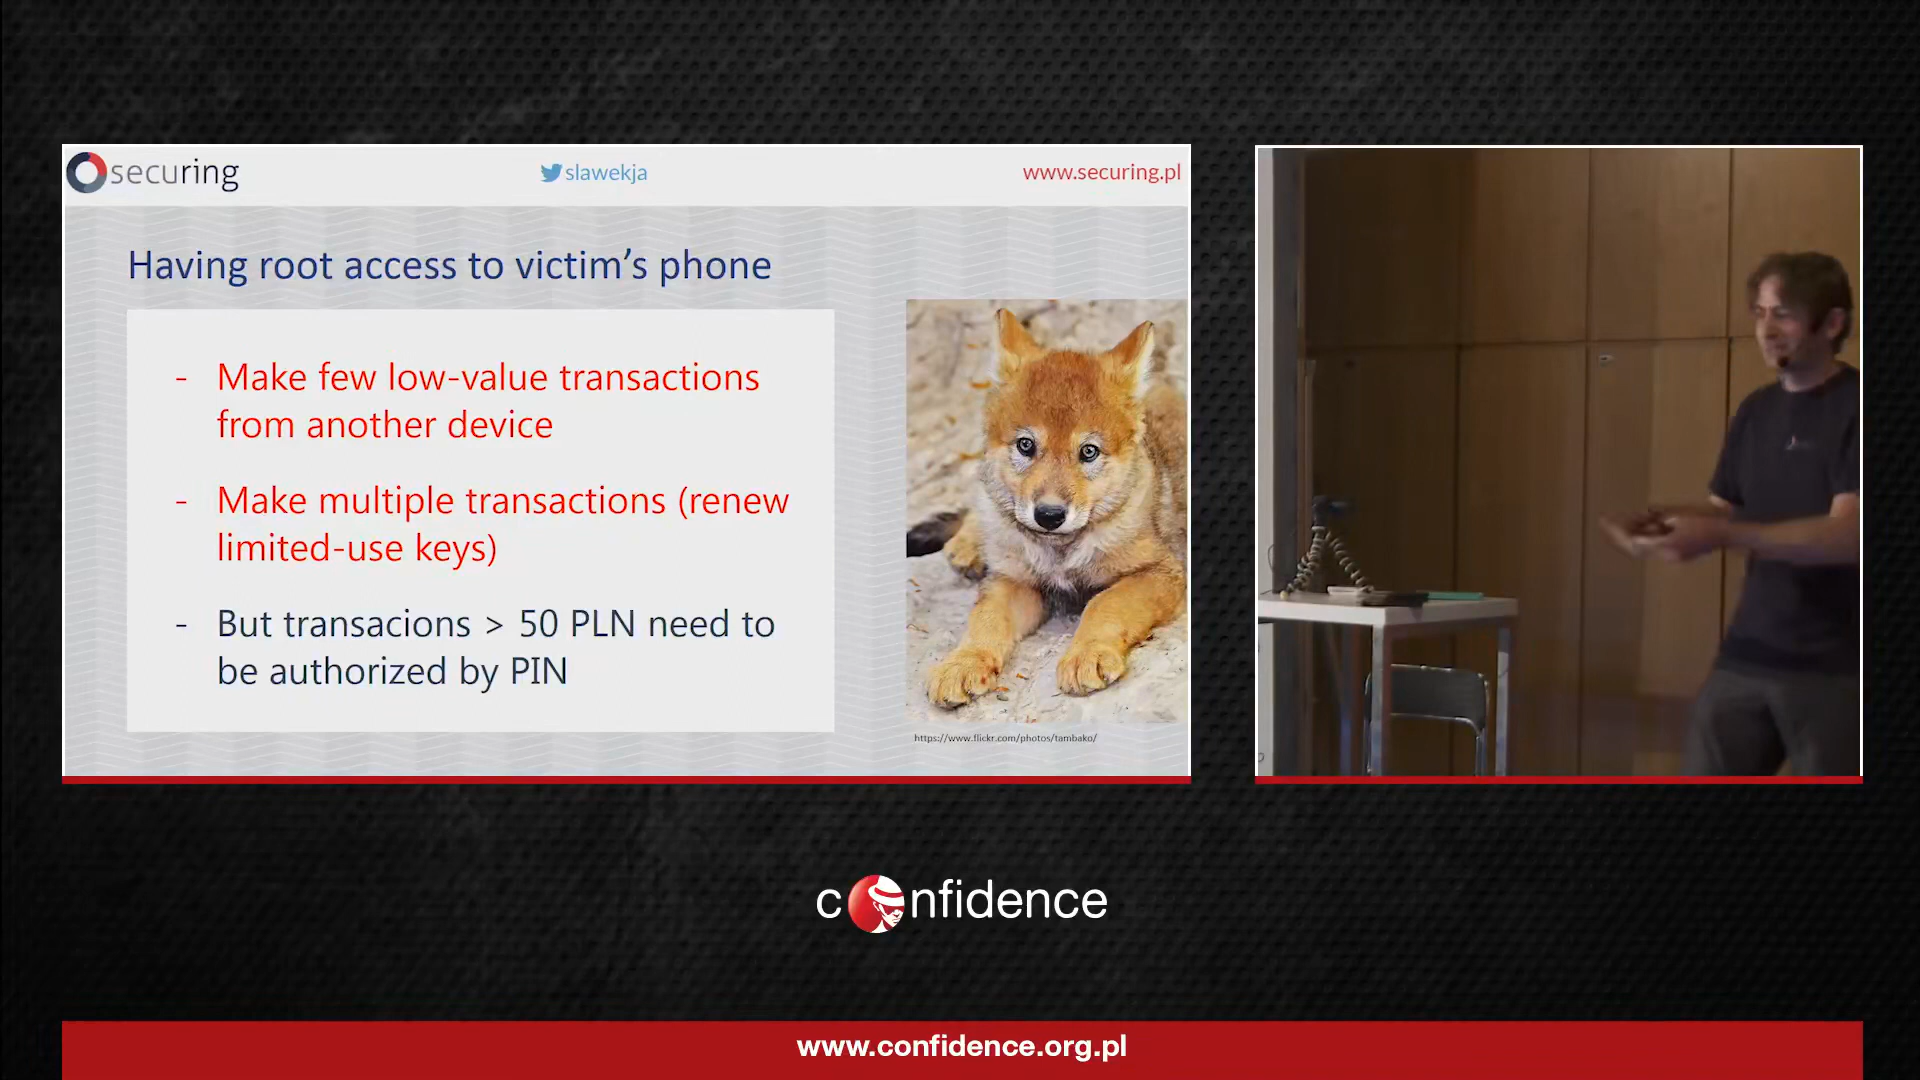 securing
slawekja
www.securing.pl
Having root access to victim's phone
- Make few low-value transactions
from another device
- Make multiple transactions (renew
limited-use keys)
- But transacions > 50 PLN need to
be authorized by PIN
https://www.flickr.com/photos/tambako/
confidence
www.confidence.org.pl